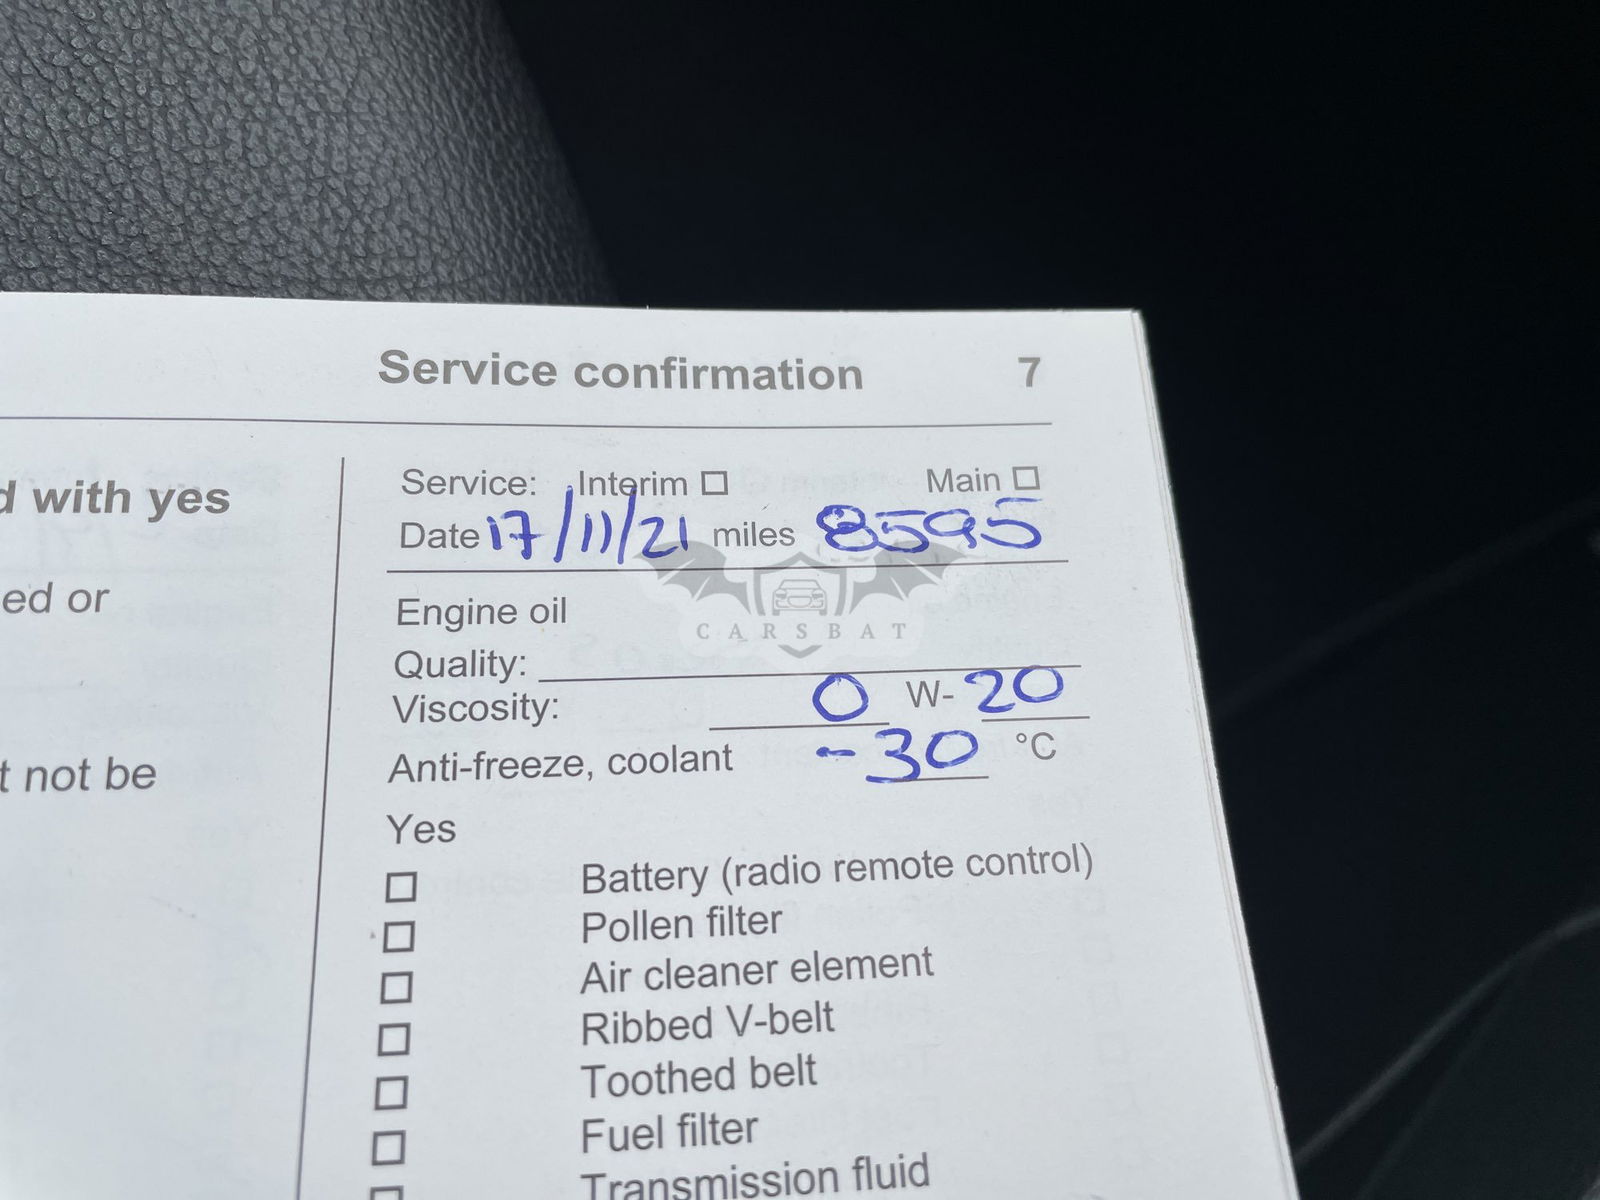 Service confirmation 7
d with yes
ed or
t not be
Service: Interim ☐ Main ☐
Date 17/11/21 miles 8595
CARSBAT
Engine oil
Quality:
Viscosity: 0 W- 20
Anti-freeze, coolant -30 °C
Yes
☐ Battery (radio remote control)
☐ Pollen filter
☐ Air cleaner element
☐ Ribbed V-belt
☐ Toothed belt
☐ Fuel filter
☐ Transmission fluid